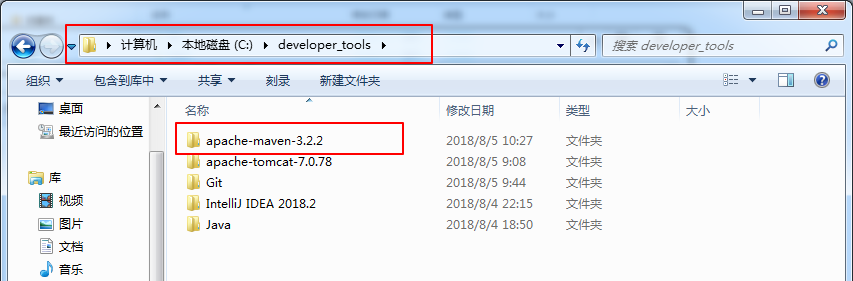 计算机 本地磁盘 (C:) developer_tools 搜索 developer_tools
组织 包含到库中 共享 刻录 新建文件夹
名称 修改日期 类型 大小
桌面
最近访问的位置
库
视频
图片
文档
音乐
apache-maven-3.2.2 2018/8/5 10:27 文件夹
apache-tomcat-7.0.78 2018/8/5 9:08 文件夹
Git 2018/8/5 9:44 文件夹
IntelliJ IDEA 2018.2 2018/8/4 22:15 文件夹
Java 2018/8/4 18:50 文件夹